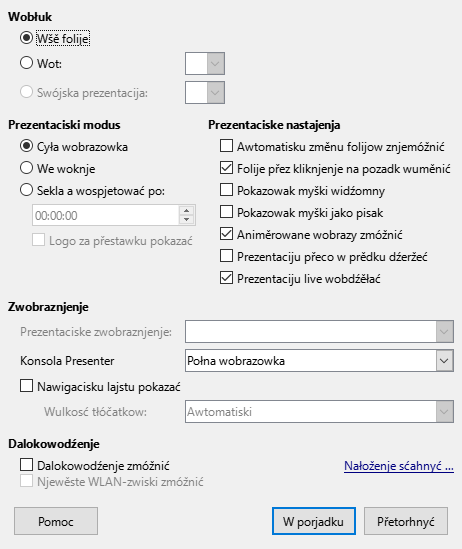 Wobłuk
Wšě folije
Wot:
Swójska prezentacija:
Prezentaciski modus
Cyła wobrazowka
We woknje
Sekla a wospjetować po:
00:00:00
Logo za přestawku pokazać
Prezentaciske nastajenja
Awtomatisku změnu folijow znjemóžnić
Folije přez kliknjenje na pozadk wuměnić
Pokazowak myški widźomny
Pokazowak myški jako pisak
Animěrowane wobrazy zmóžnić
Prezentaciju přeco w prědku dźeržeć
Prezentaciju live wobdźěłać
Zwobraznjenje
Prezentaciske zwobraznjenje:
Konsola Presenter
Połna wobrazowka
Nawigacisku lajstu pokazać
Wulkosć tłóčatkow:
Awtomatiski
Dalokowodźenje
Dalokowodźenje zmóžnić
Nałoženje sćahnyć ...
Njewěste WLAN-zwiski zmóžnić
Pomoc
W porjadku
Přetorhnyć